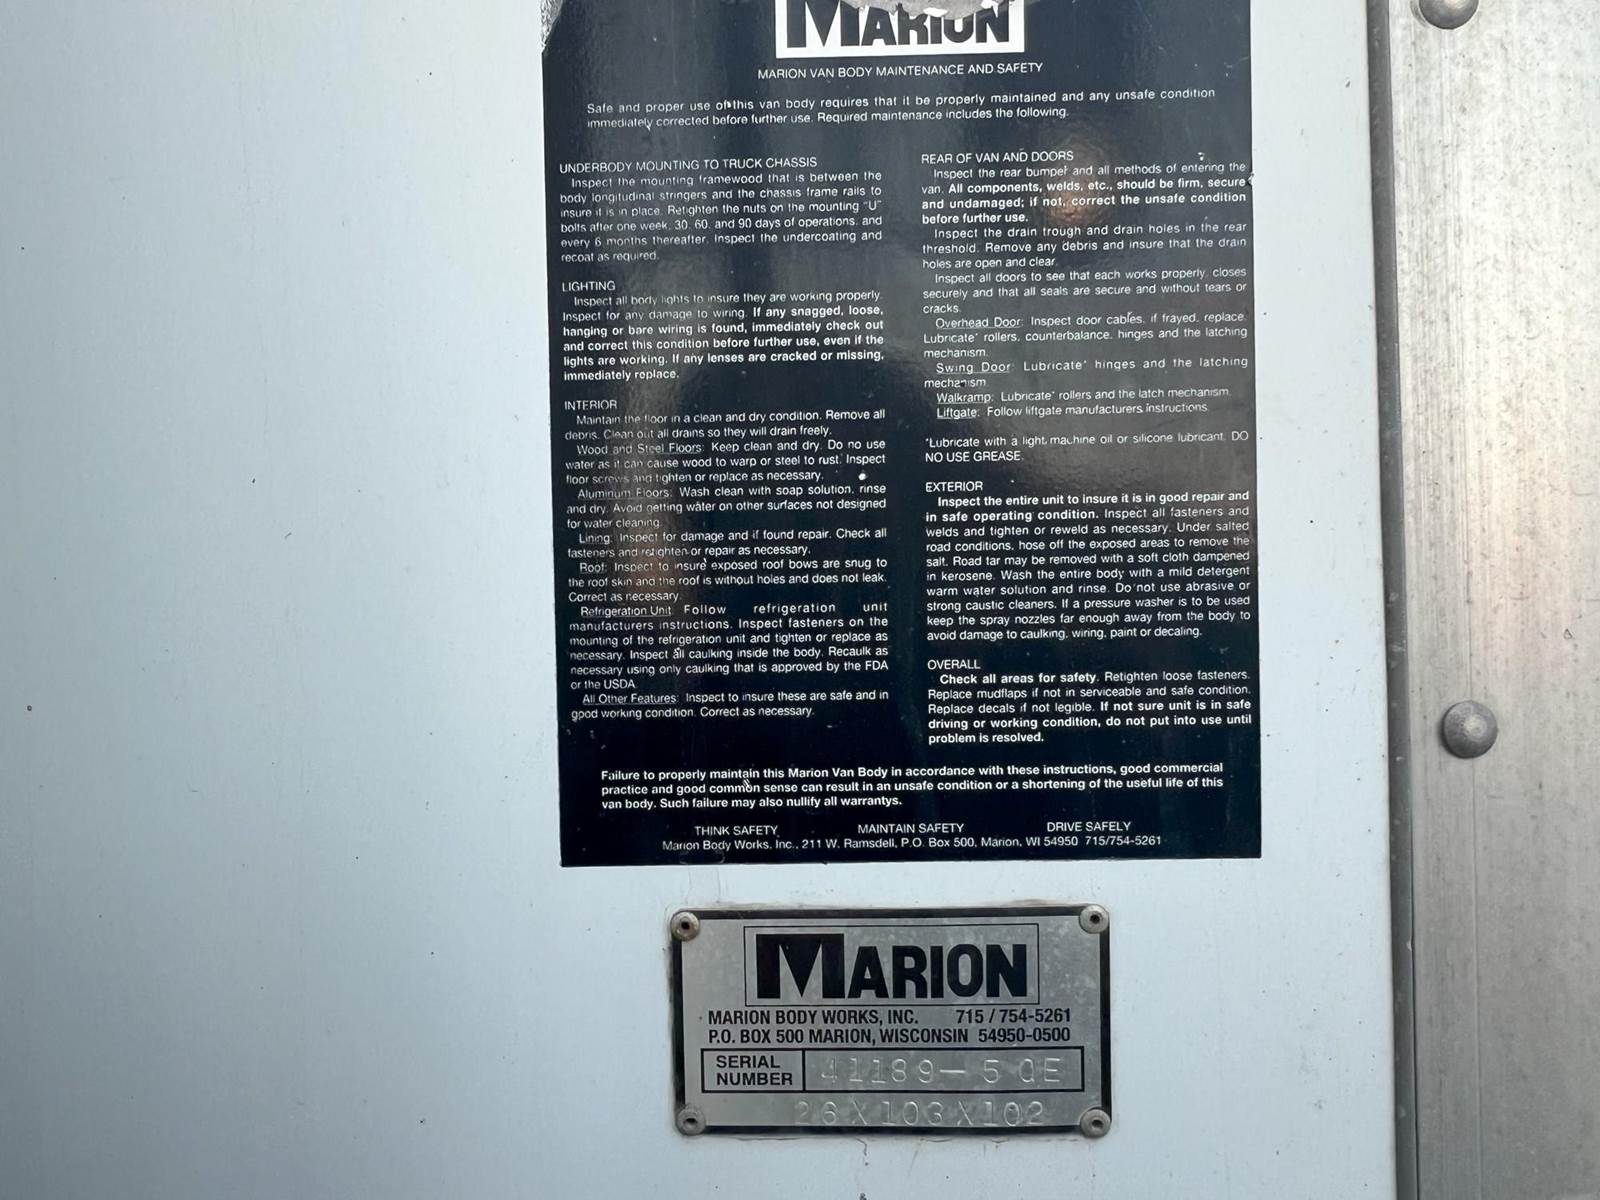 MARION
MARION VAN BODY MAINTENANCE AND SAFETY
Safe and proper use of this van body requires that it be properly maintained and any unsafe condition
immediately corrected before further use. Required maintenance includes the following.
UNDERBODY MOUNTING TO TRUCK CHASSIS
Inspect the mounting framewood that is between the
body longitudinal stringers and the chassis frame rails to
insure it is in place. Retighten the nuts on the mounting "U"
bolts after one week, 30, 60, and 90 days of operations, and
every 6 months thereafter. Inspect the undercoating and
recoat as required.
LIGHTING
Inspect all body lights to insure they are working properly.
Inspect for any damage to wiring. If any snagged, loose,
hanging or bare wiring is found, immediately check out
and correct this condition before further use, even if the
lights are working. If any lenses are cracked or missing,
immediately replace.
INTERIOR
Maintain the floor in a clean and dry condition. Remove all
debris. Clean out all drains so they will drain freely.
Wood and Steel Floors: Keep clean and dry. Do no use
water as it can cause wood to warp or steel to rust. Inspect
floor screws and tighten or replace as necessary.
Aluminum Floors: Wash clean with soap solution, rinse
and dry. Avoid getting water on other surfaces not designed
for water cleaning.
Lining: Inspect for damage and if found repair. Check all
fasteners and retighten or repair as necessary.
Roof: Inspect to insure exposed roof bows are snug to
the roof skin and the roof is without holes and does not leak.
Correct as necessary.
Refrigeration Unit: Follow refrigeration unit
manufacturers instructions. Inspect fasteners on the
mounting of the refrigeration unit and tighten or replace as
necessary. Inspect all caulking inside the body. Recaulk as
necessary using only caulking that is approved by the FDA
or the USDA.
All Other Features: Inspect to insure these are safe and in
good working condition. Correct as necessary.
REAR OF VAN AND DOORS
Inspect the rear bumper and all methods of entering the
van. All components, welds, etc., should be firm, secure
and undamaged; if not, correct the unsafe condition
before further use.
Inspect the drain trough and drain holes in the rear
threshold. Remove any debris and insure that the drain
holes are open and clear.
Inspect all doors to see that each works properly, closes
securely and that all seals are secure and without tears or
cracks.
Overhead Door: Inspect door cables, if frayed, replace.
Lubricate* rollers, counterbalance, hinges and the latching
mechanism.
Swing Door: Lubricate* hinges and the latching
mechanism.
Walkramp: Lubricate* rollers and the latch mechanism.
Liftgate: Follow liftgate manufacturers instructions.
*Lubricate with a light machine oil or silicone lubricant. DO
NO USE GREASE.
EXTERIOR
Inspect the entire unit to insure it is in good repair and
in safe operating condition. Inspect all fasteners and
welds and tighten or reweld as necessary. Under salted
road conditions, hose off the exposed areas to remove the
salt. Road tar may be removed with a soft cloth dampened
in kerosene. Wash the entire body with a mild detergent
warm water solution and rinse. Do not use abrasive or
strong caustic cleaners. If a pressure washer is to be used
keep the spray nozzles far enough away from the body to
avoid damage to caulking, wiring, paint or decaling.
OVERALL
Check all areas for safety. Retighten loose fasteners.
Replace mudflaps if not in serviceable and safe condition.
Replace decals if not legible. If not sure unit is in safe
driving or working condition, do not put into use until
problem is resolved.
Failure to properly maintain this Marion Van Body in accordance with these instructions, good commercial
practice and good common sense can result in an unsafe condition or a shortening of the useful life of this
van body. Such failure may also nullify all warrantys.
THINK SAFETY MAINTAIN SAFETY DRIVE SAFELY
Marion Body Works, Inc., 211 W. Ramsdell, P.O. Box 500, Marion, WI 54950 715/754-5261
MARION
MARION BODY WORKS, INC. 715 / 754-5261
P.O. BOX 500 MARION, WISCONSIN 54950-0500
SERIAL NUMBER 41189-5 QE
26X103X102